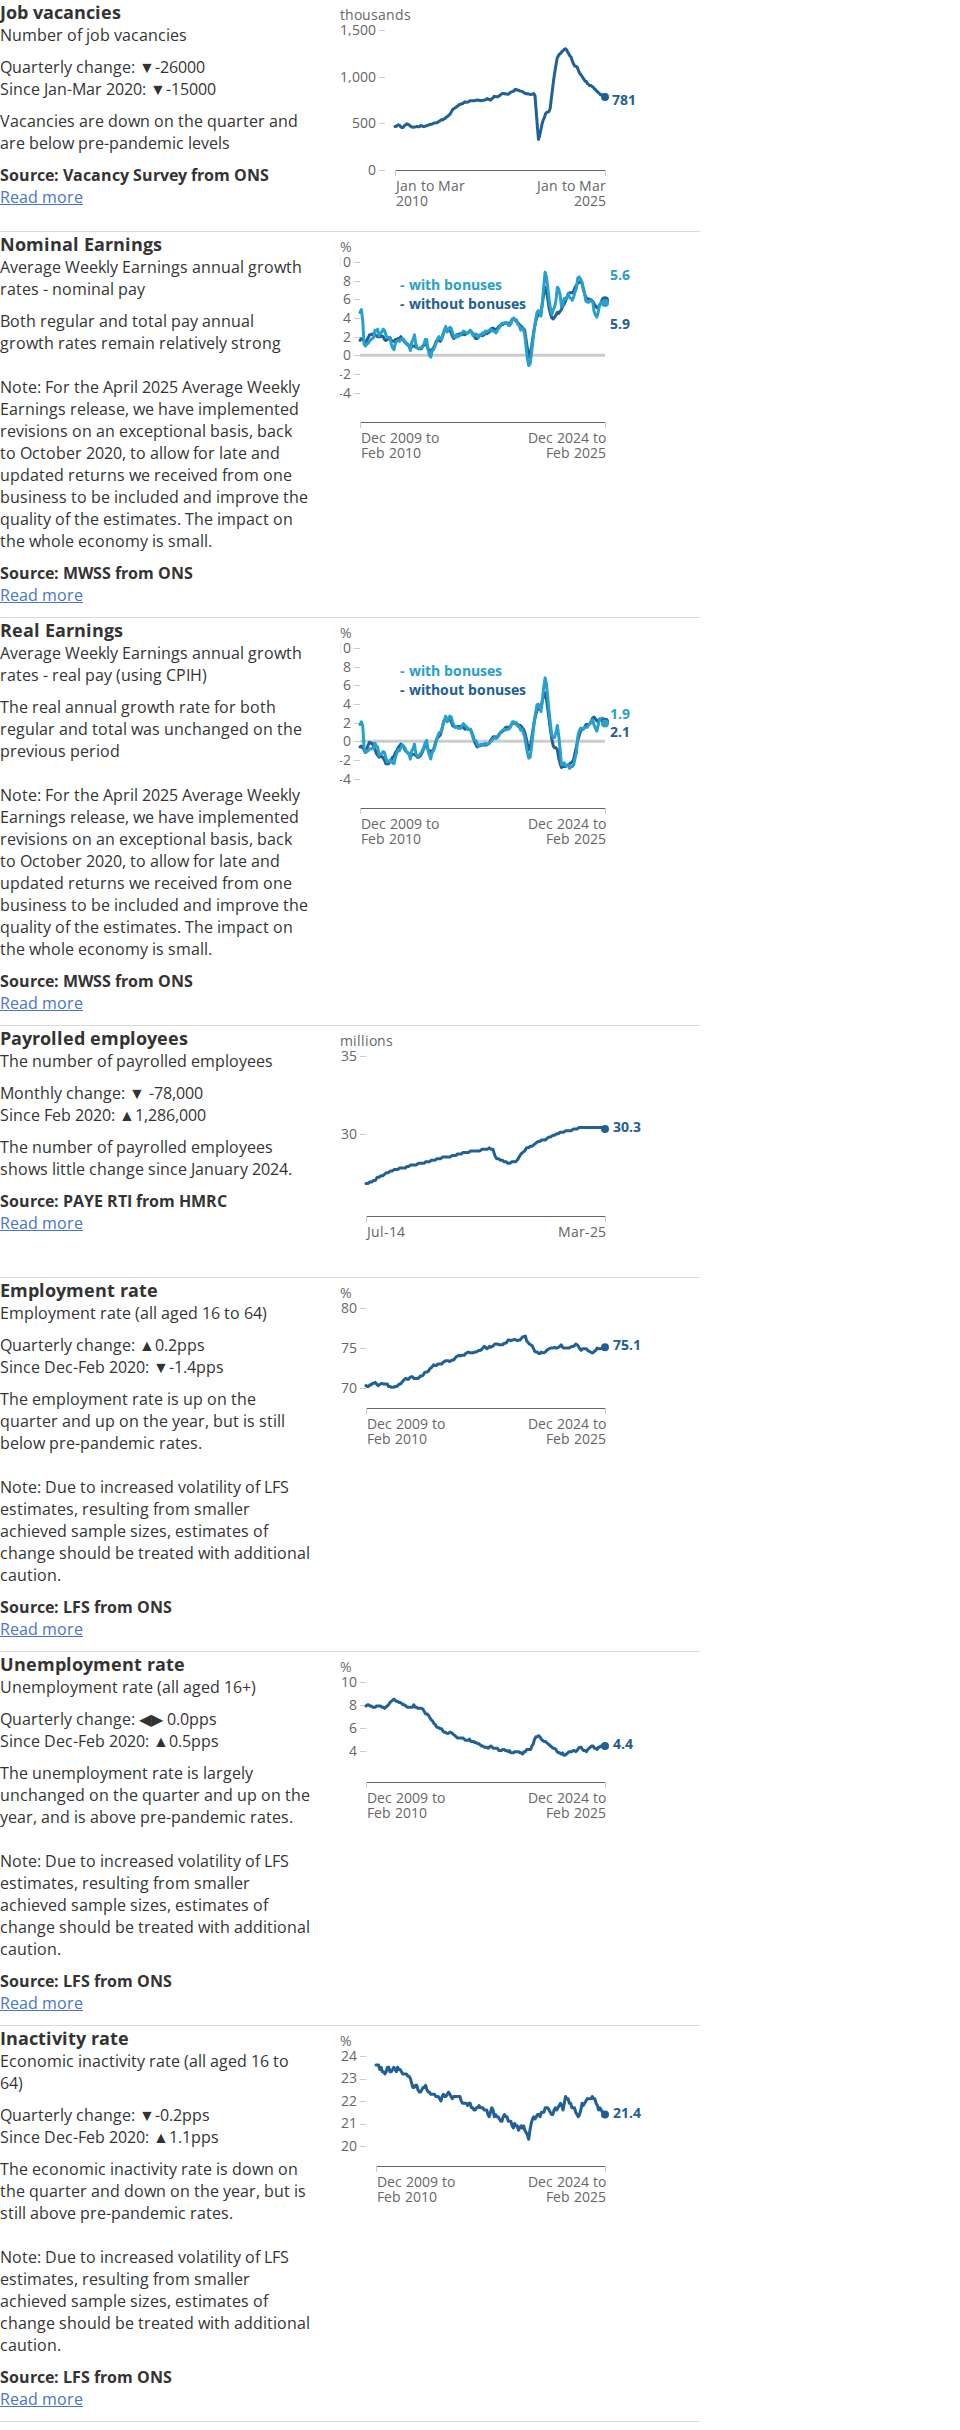 Job vacancies
Number of job vacancies
Quarterly change: ▼-26000
Since Jan-Mar 2020: ▼-15000
Vacancies are down on the quarter and
are below pre-pandemic levels
Source: Vacancy Survey from ONS
Read more
thousands
1,500
1,000
500
0
781
Jan to Mar
2010
Jan to Mar
2025
Nominal Earnings
Average Weekly Earnings annual growth
rates - nominal pay
Both regular and total pay annual
growth rates remain relatively strong
Note: For the April 2025 Average Weekly
Earnings release, we have implemented
revisions on an exceptional basis, back
to October 2020, to allow for late and
updated returns we received from one
business to be included and improve the
quality of the estimates. The impact on
the whole economy is small.
Source: MWSS from ONS
Read more
%
0
8
6
4
2
0
-2
-4
- with bonuses
- without bonuses
5.6
5.9
Dec 2009 to
Feb 2010
Dec 2024 to
Feb 2025
Real Earnings
Average Weekly Earnings annual growth
rates - real pay (using CPIH)
The real annual growth rate for both
regular and total was unchanged on the
previous period
Note: For the April 2025 Average Weekly
Earnings release, we have implemented
revisions on an exceptional basis, back
to October 2020, to allow for late and
updated returns we received from one
business to be included and improve the
quality of the estimates. The impact on
the whole economy is small.
Source: MWSS from ONS
Read more
%
0
8
6
4
2
0
-2
-4
- with bonuses
- without bonuses
1.9
2.1
Dec 2009 to
Feb 2010
Dec 2024 to
Feb 2025
Payrolled employees
The number of payrolled employees
Monthly change: ▼ -78,000
Since Feb 2020: ▲1,286,000
The number of payrolled employees
shows little change since January 2024.
Source: PAYE RTI from HMRC
Read more
millions
35
30
30.3
Jul-14
Mar-25
Employment rate
Employment rate (all aged 16 to 64)
Quarterly change: ▲0.2pps
Since Dec-Feb 2020: ▼-1.4pps
The employment rate is up on the
quarter and up on the year, but is still
below pre-pandemic rates.
Note: Due to increased volatility of LFS
estimates, resulting from smaller
achieved sample sizes, estimates of
change should be treated with additional
caution.
Source: LFS from ONS
Read more
%
80
75
70
75.1
Dec 2009 to
Feb 2010
Dec 2024 to
Feb 2025
Unemployment rate
Unemployment rate (all aged 16+)
Quarterly change: ◀▶ 0.0pps
Since Dec-Feb 2020: ▲0.5pps
The unemployment rate is largely
unchanged on the quarter and up on the
year, and is above pre-pandemic rates.
Note: Due to increased volatility of LFS
estimates, resulting from smaller
achieved sample sizes, estimates of
change should be treated with additional
caution.
Source: LFS from ONS
Read more
%
10
8
6
4
4.4
Dec 2009 to
Feb 2010
Dec 2024 to
Feb 2025
Inactivity rate
Economic inactivity rate (all aged 16 to
64)
Quarterly change: ▼-0.2pps
Since Dec-Feb 2020: ▲1.1pps
The economic inactivity rate is down on
the quarter and down on the year, but is
still above pre-pandemic rates.
Note: Due to increased volatility of LFS
estimates, resulting from smaller
achieved sample sizes, estimates of
change should be treated with additional
caution.
Source: LFS from ONS
Read more
%
24
23
22
21
20
21.4
Dec 2009 to
Feb 2010
Dec 2024 to
Feb 2025